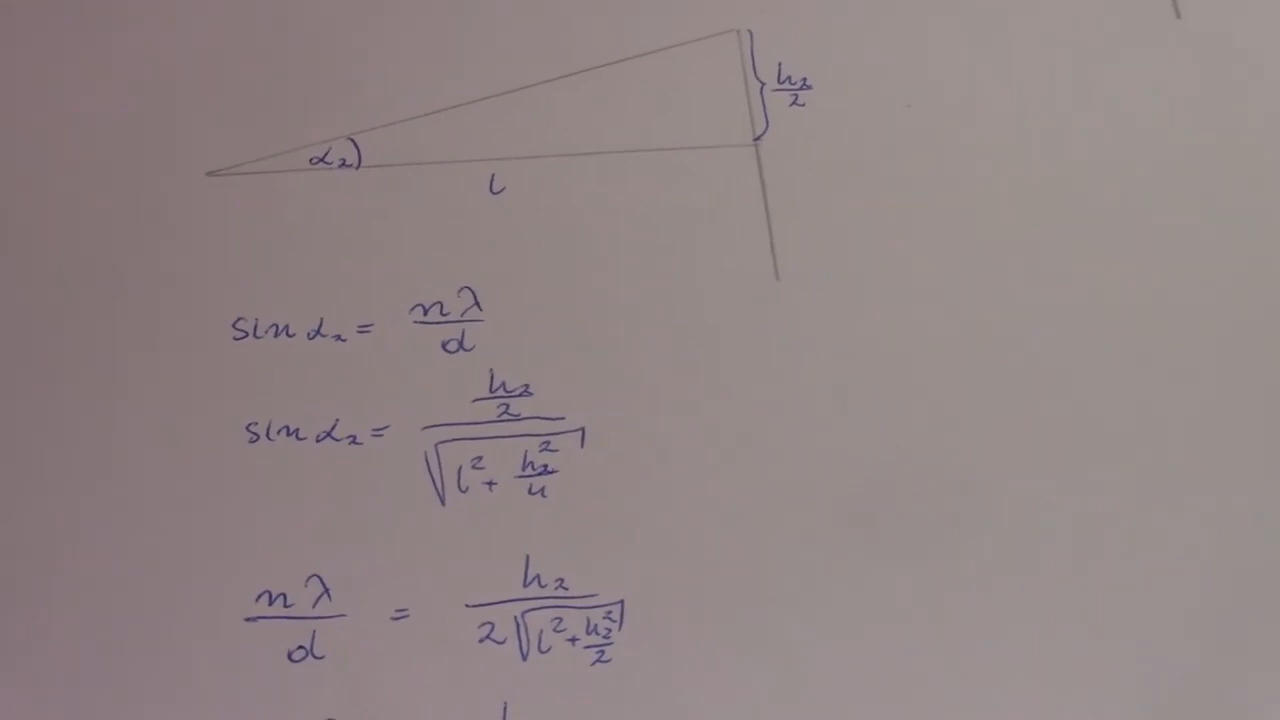 h₂/2
α₂
l
sin α₂ = nλ/d
sin α₂ = (h₂/2)/√(l² + h₂²/4)
nλ/d = h₂/(2√(l² + h₂²/2))